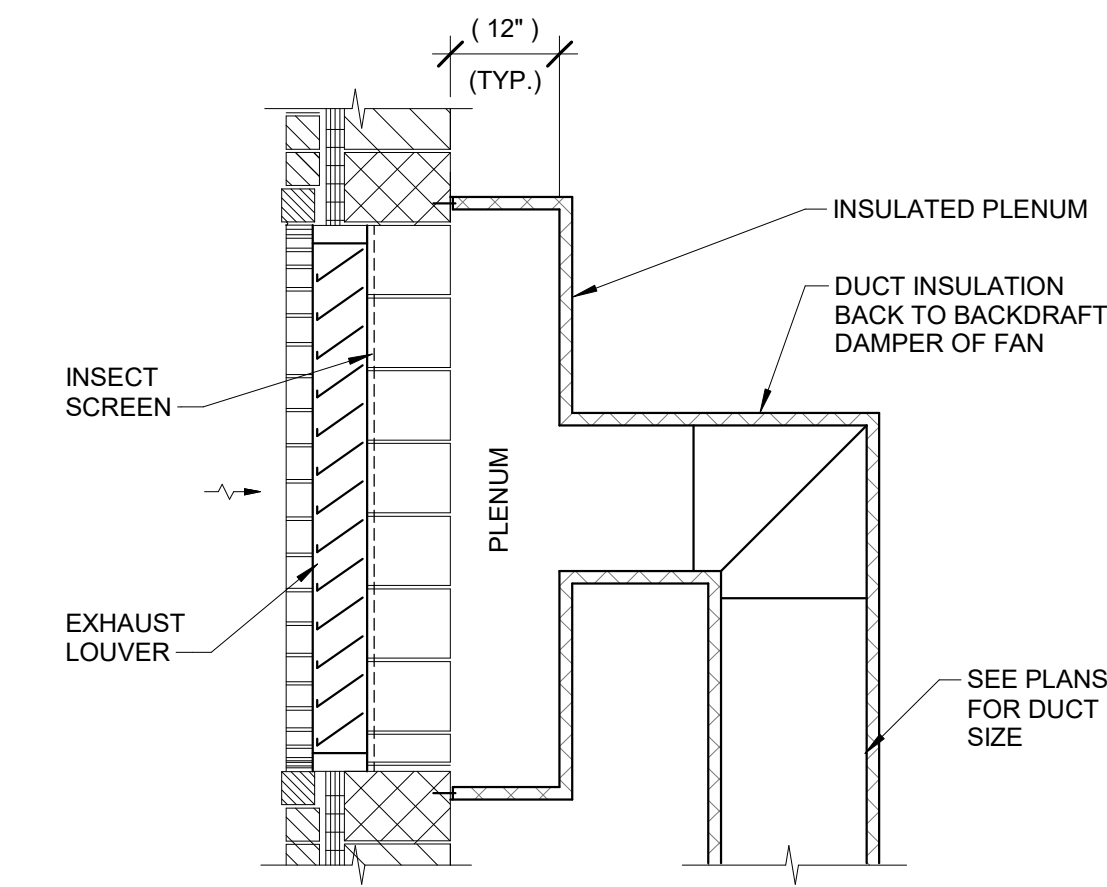 ( 12" )
(TYP.)
INSULATED PLENUM
DUCT INSULATION
BACK TO BACKDRAFT
DAMPER OF FAN
INSECT
SCREEN
PLENUM
EXHAUST
LOUVER
SEE PLANS
FOR DUCT
SIZE